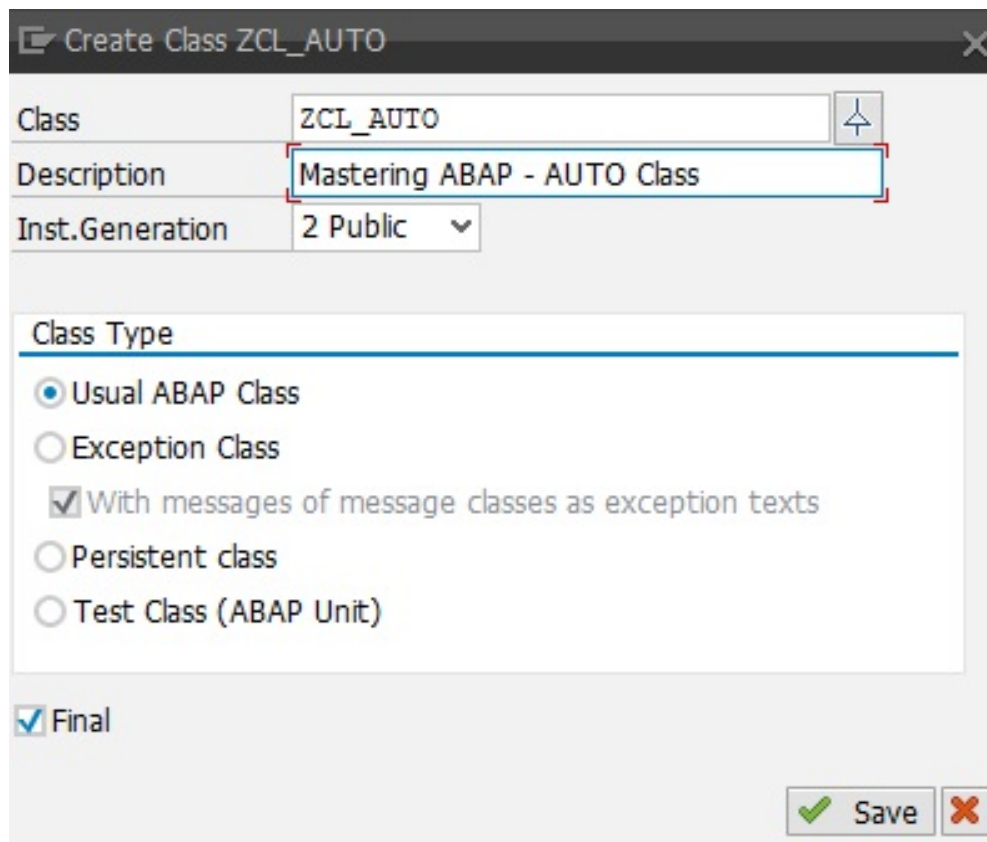 Create Class ZCL_AUTO
Class ZCL_AUTO
Description Mastering ABAP - AUTO Class
Inst.Generation 2 Public
Class Type
Usual ABAP Class
Exception Class
With messages of message classes as exception texts
Persistent class
Test Class (ABAP Unit)
Final
Save